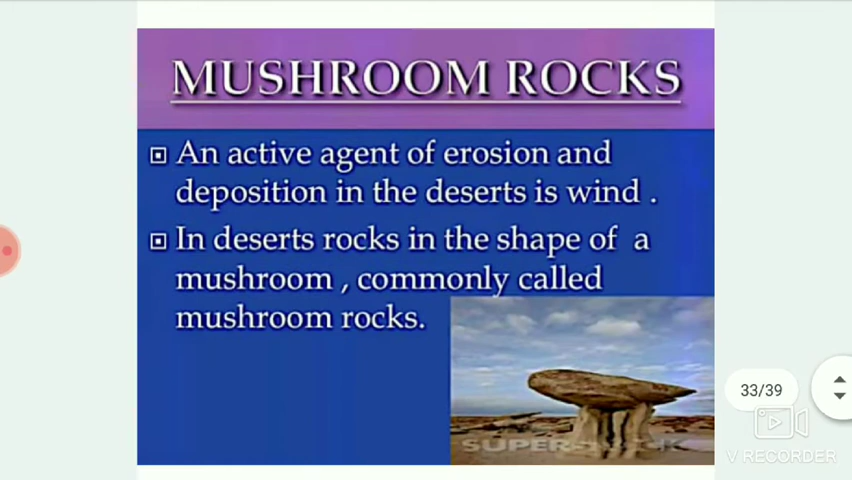 MUSHROOM ROCKS
An active agent of erosion and
deposition in the deserts is wind .
In deserts rocks in the shape of a
mushroom , commonly called
mushroom rocks.
33/39
V RECORDER